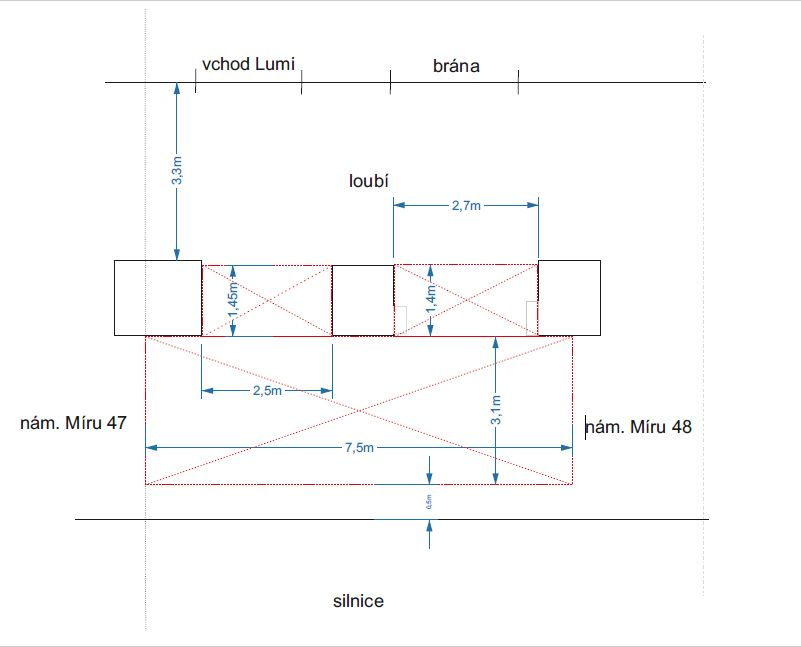 vchod Lumi
brána
3,3m
loubí
2,7m
1,45m
1,4m
2,5m
3,1m
nám. Míru 47
nám. Míru 48
7,5m
0,5m
silnice